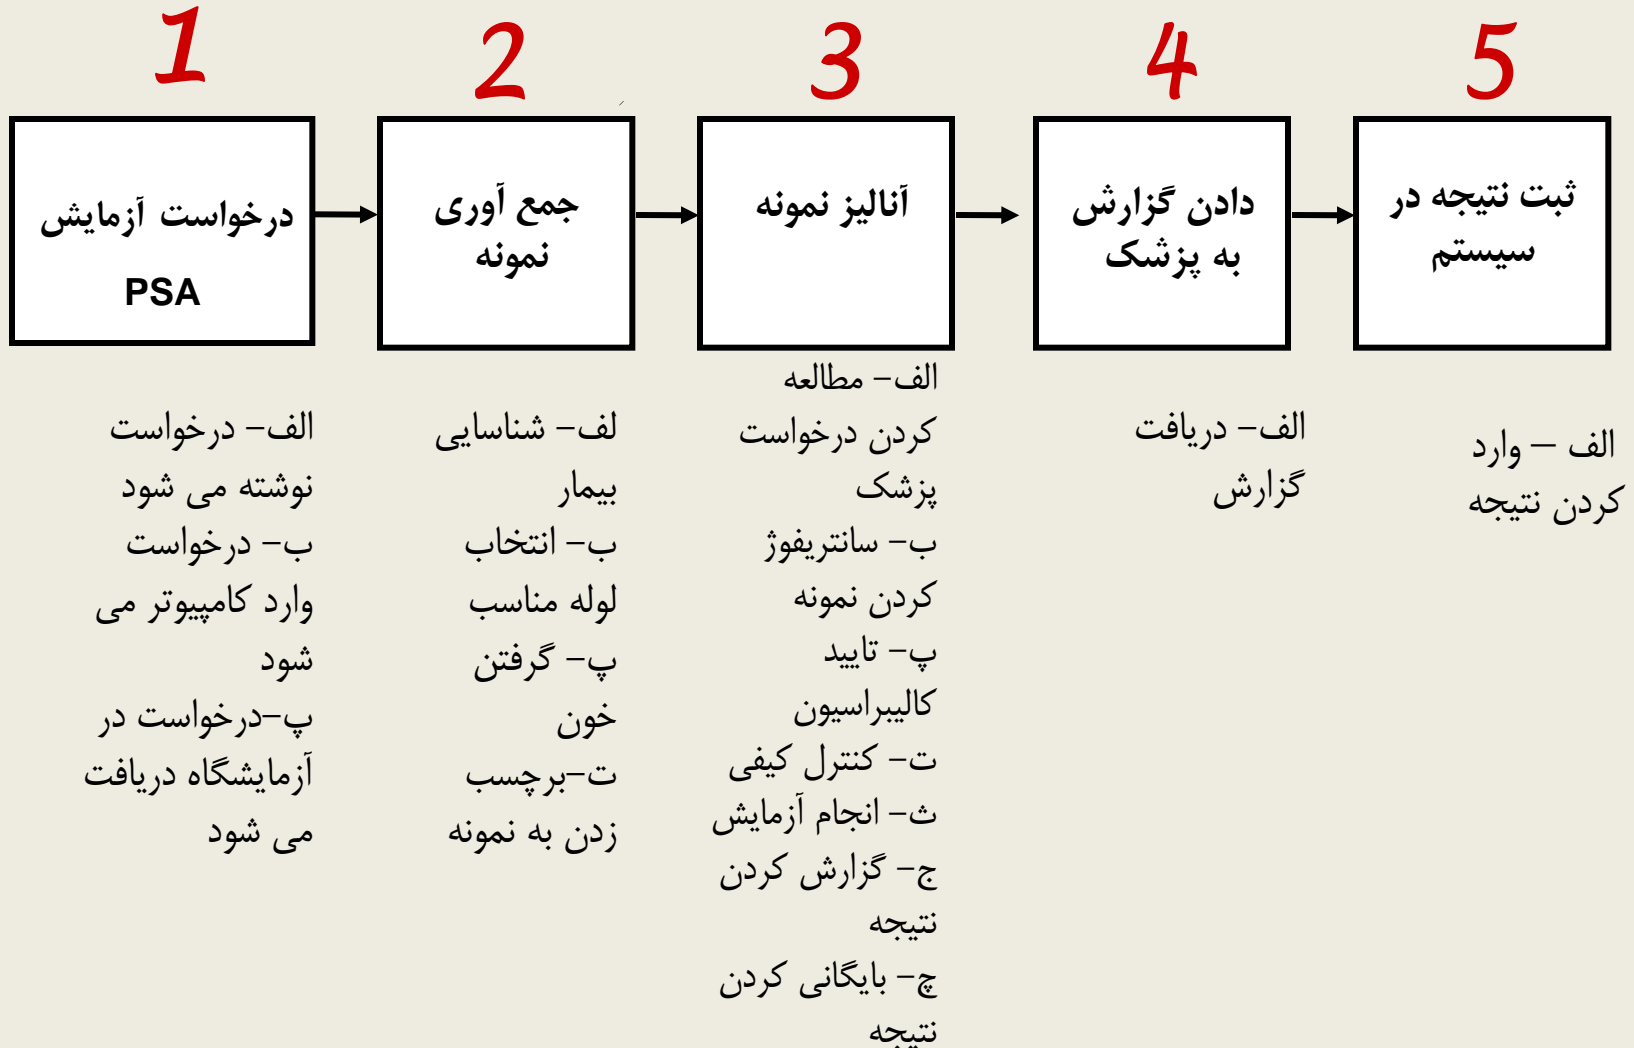 1
درخواست آزمایش
PSA
الف- درخواست
نوشته می شود
ب- درخواست
وارد کامپیوتر می
شود
پ-درخواست در
آزمایشگاه دریافت
می شود
2
جمع آوری
نمونه
لف- شناسایی
بیمار
ب- انتخاب
لوله مناسب
پ- گرفتن
خون
ت-برچسب
زدن به نمونه
3
آنالیز نمونه
الف- مطالعه
کردن درخواست
پزشک
ب- سانتریفوژ
کردن نمونه
پ- تایید
کالیبراسیون
ت- کنترل کیفی
ث- انجام آزمایش
ج- گزارش کردن
نتیجه
چ- بایگانی کردن
نتیجه
4
دادن گزارش
به پزشک
الف- دریافت
گزارش
5
ثبت نتیجه در
سیستم
الف – وارد
کردن نتیجه